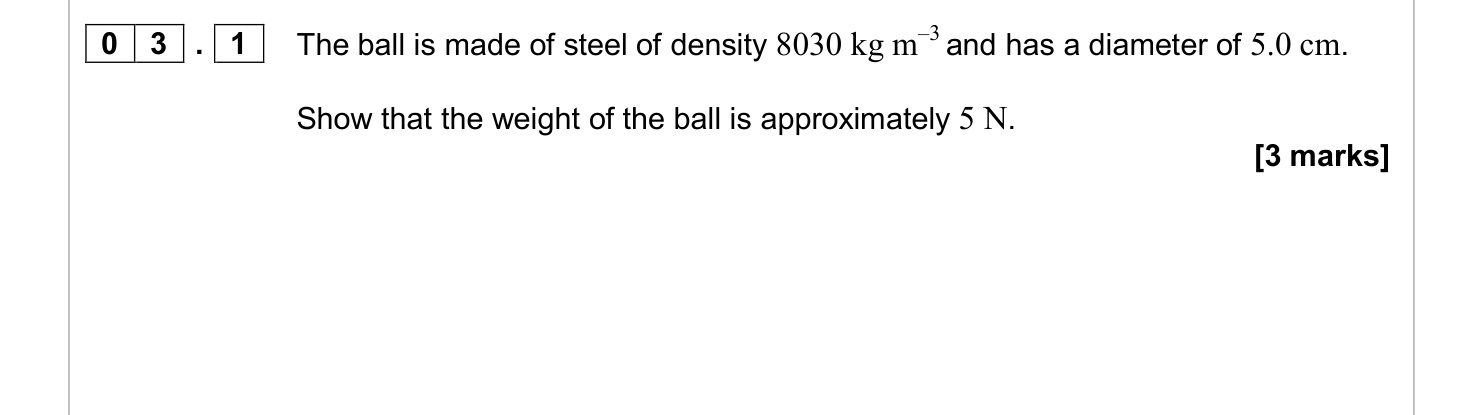 0 3 . 1 The ball is made of steel of density 8030 kg m⁻³ and has a diameter of 5.0 cm.
Show that the weight of the ball is approximately 5 N.
[3 marks]